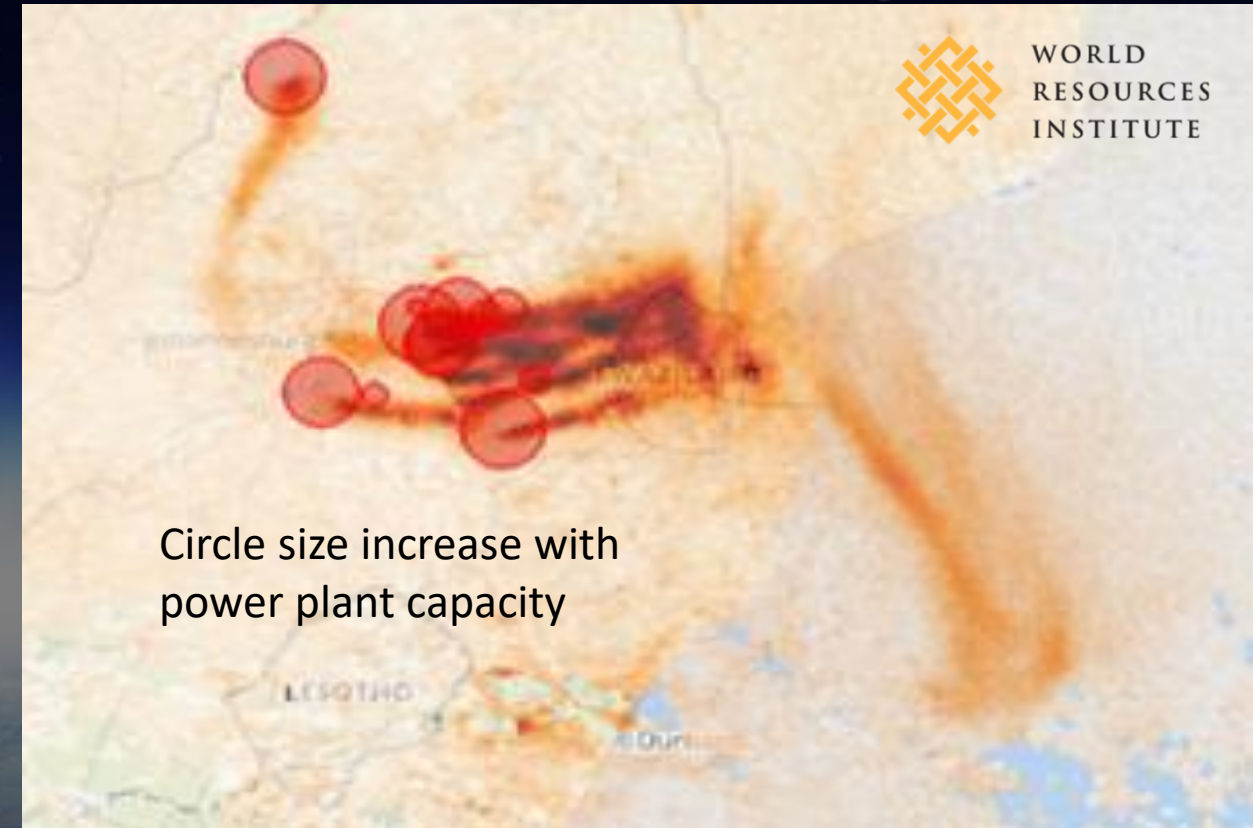 WORLD
RESOURCES
INSTITUTE
Circle size increase with
power plant capacity
LESOTHO